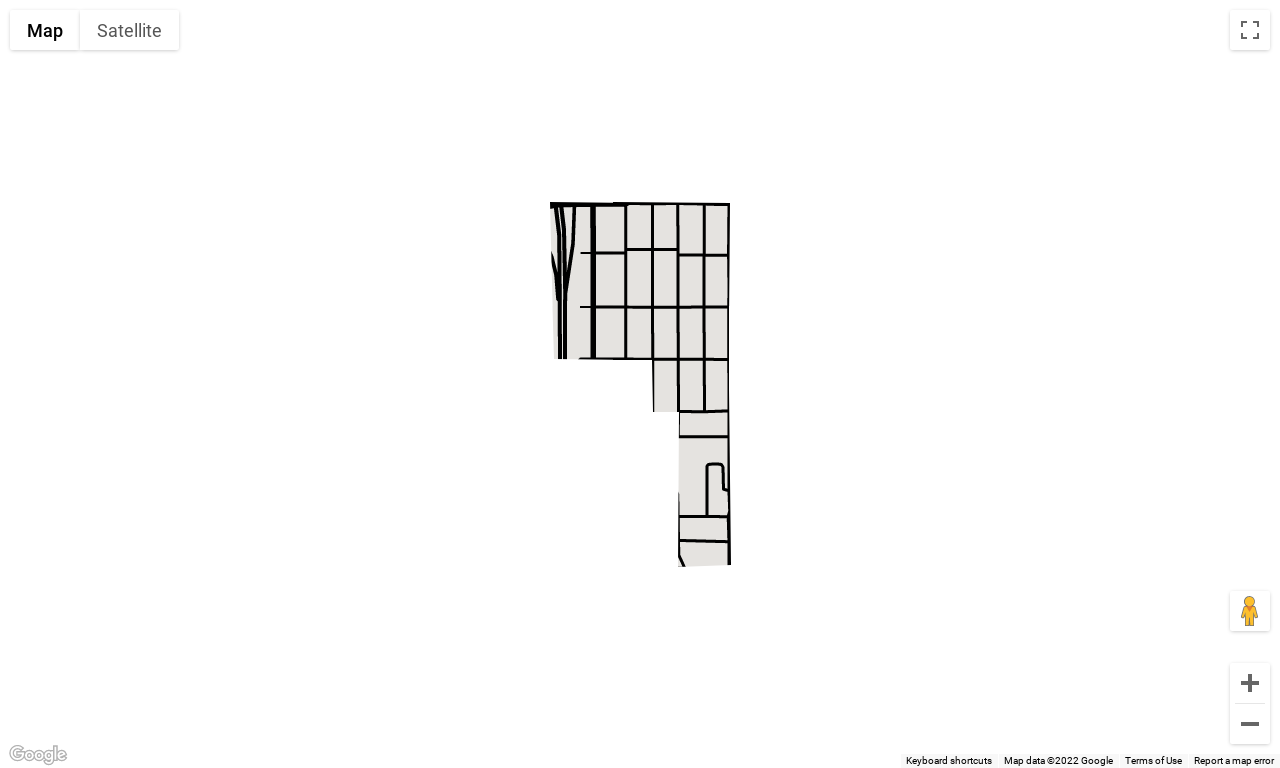 Map Satellite
Google
Keyboard shortcuts Map data ©2022 Google Terms of Use Report a map error